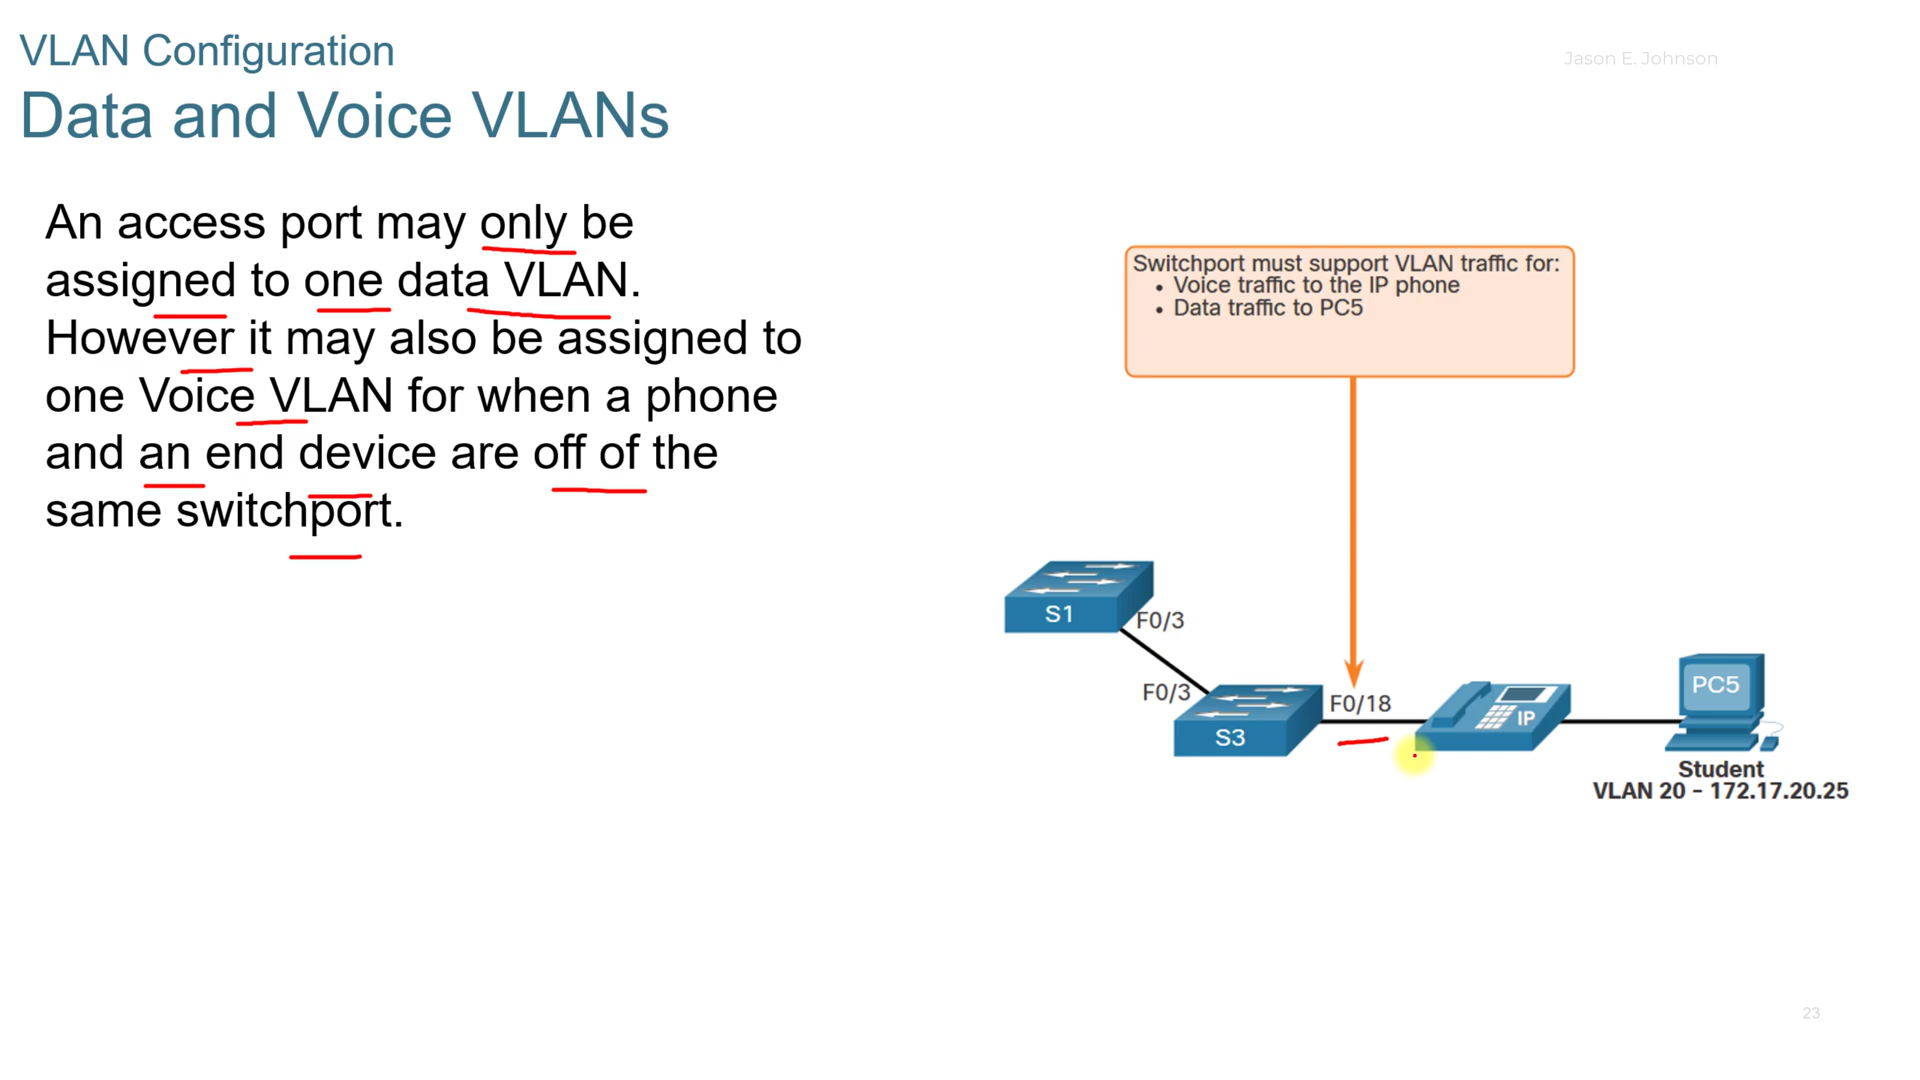 VLAN Configuration
Jason E. Johnson
Data and Voice VLANs
An access port may only be
assigned to one data VLAN.
However it may also be assigned to
one Voice VLAN for when a phone
and an end device are off of the
same switchport.
Switchport must support VLAN traffic for:
• Voice traffic to the IP phone
• Data traffic to PC5
S1
F0/3
F0/3
S3
F0/18
IP
PC5
Student
VLAN 20 - 172.17.20.25
23